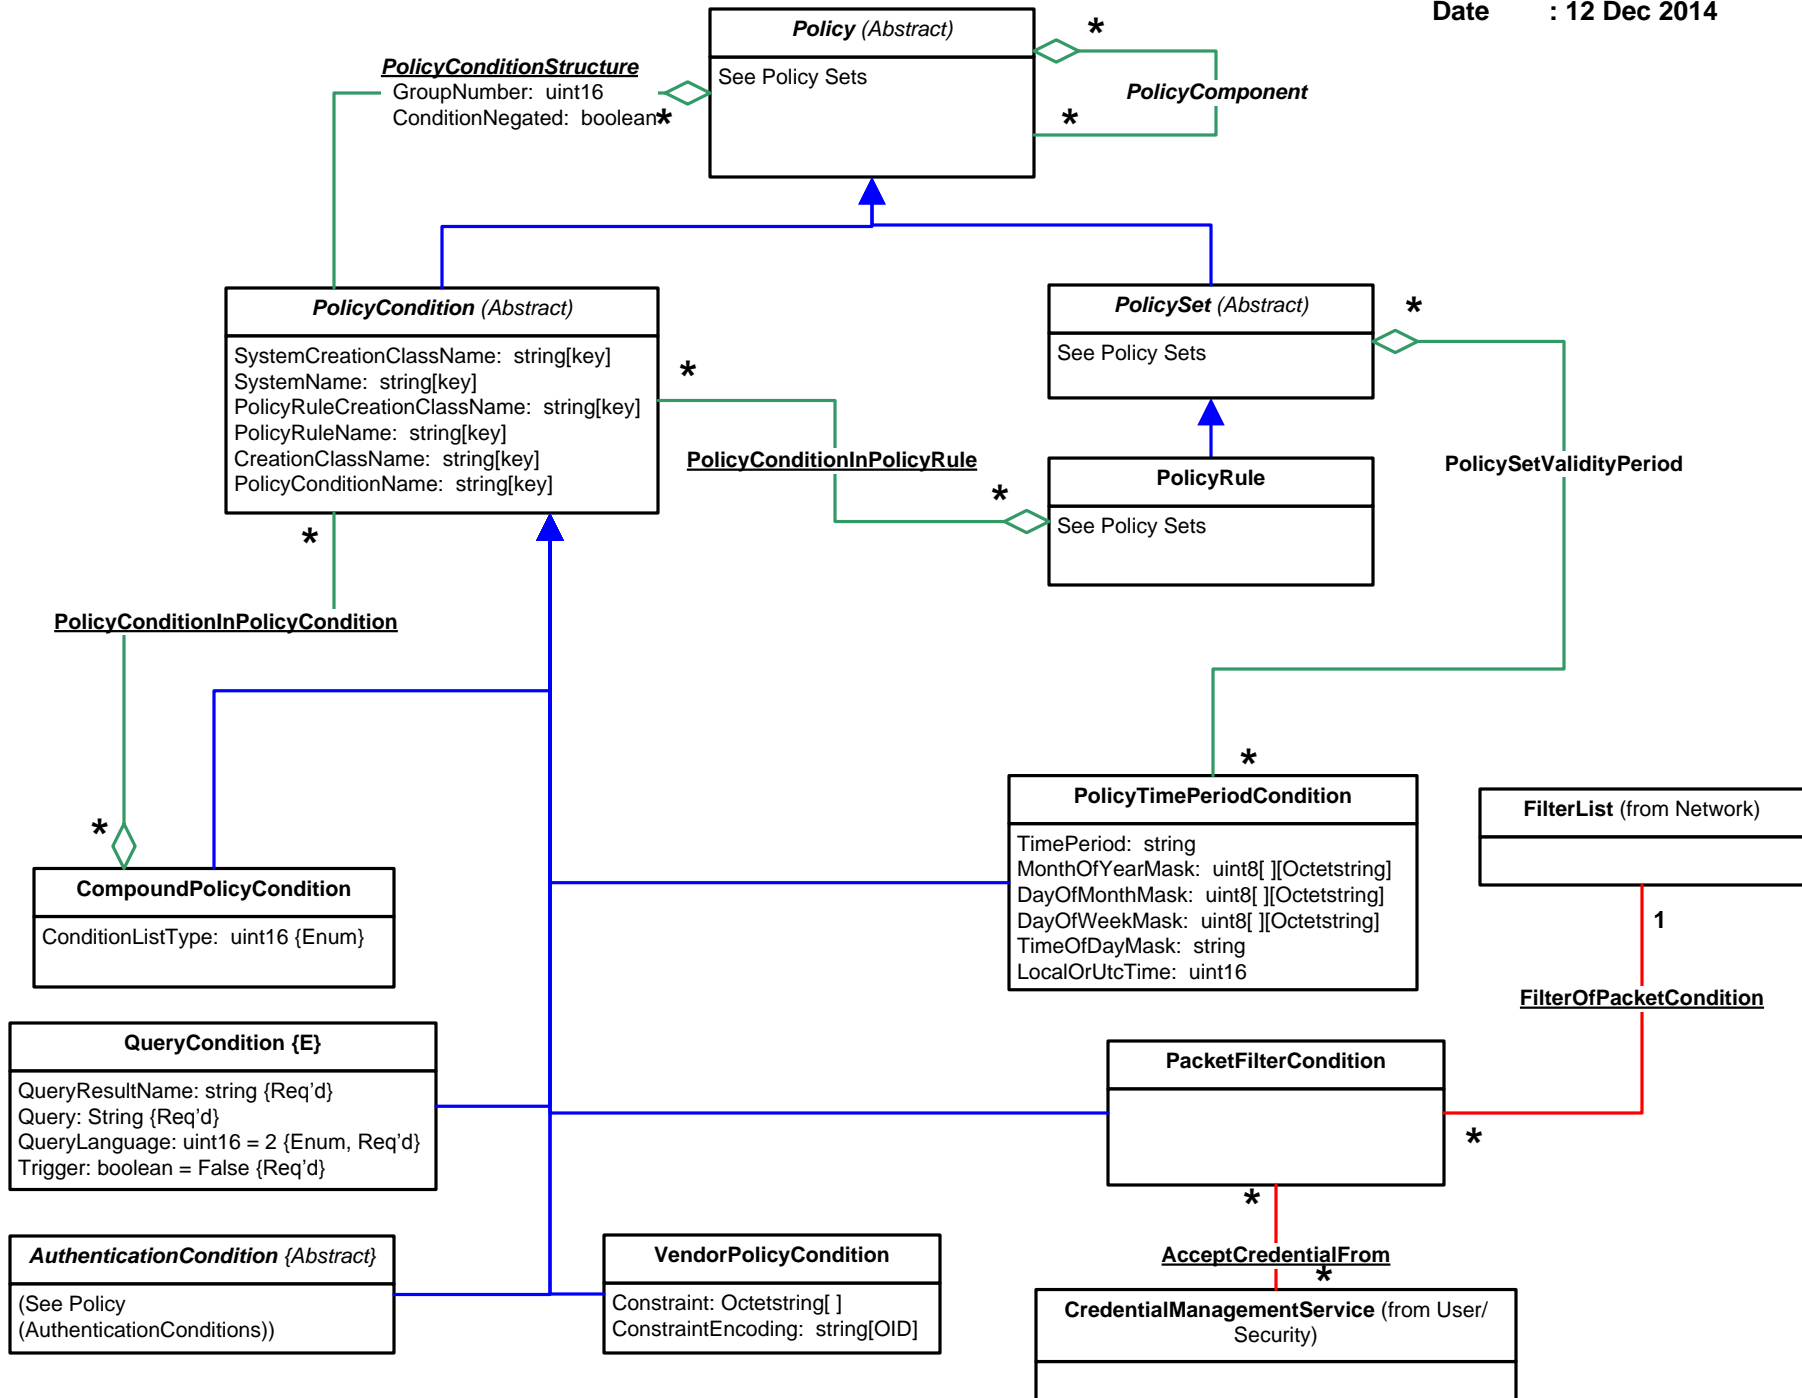 Date : 12 Dec 2014
Policy (Abstract)
See Policy Sets
*
PolicyComponent
*
PolicyConditionStructure
GroupNumber: uint16
ConditionNegated: boolean
*
PolicyCondition (Abstract)
SystemCreationClassName: string[key]
SystemName: string[key]
PolicyRuleCreationClassName: string[key]
PolicyRuleName: string[key]
CreationClassName: string[key]
PolicyConditionName: string[key]
*
PolicySet (Abstract)
See Policy Sets
*
PolicyConditionInPolicyRule
*
PolicyRule
See Policy Sets
PolicySetValidityPeriod
*
PolicyConditionInPolicyCondition
*
*
PolicyTimePeriodCondition
TimePeriod: string
MonthOfYearMask: uint8[ ][Octetstring]
DayOfMonthMask: uint8[ ][Octetstring]
DayOfWeekMask: uint8[ ][Octetstring]
TimeOfDayMask: string
LocalOrUtcTime: uint16
FilterList (from Network)
1
FilterOfPacketCondition
*
CompoundPolicyCondition
ConditionListType: uint16 {Enum}
QueryCondition {E}
QueryResultName: string {Req’d}
Query: String {Req’d}
QueryLanguage: uint16 = 2 {Enum, Req’d}
Trigger: boolean = False {Req’d}
PacketFilterCondition
*
AcceptCredentialFrom
*
AuthenticationCondition {Abstract}
(See Policy
(AuthenticationConditions))
VendorPolicyCondition
Constraint: Octetstring[ ]
ConstraintEncoding: string[OID]
CredentialManagementService (from User/
Security)